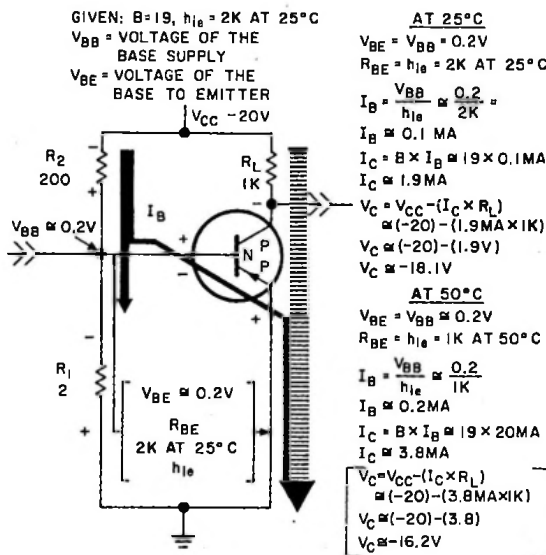 GIVEN: B=19, hie = 2K AT 25°C
VBB = VOLTAGE OF THE
BASE SUPPLY
VBE = VOLTAGE OF THE
BASE TO EMITTER
VCC -20V
R2
200
RL
1K
IB
VBB ≅ 0.2V
N
P
P
R1
2
VBE ≅ 0.2V
RBE
2K AT 25°C
hie
AT 25°C
VBE = VBB = 0.2V
RBE = hie = 2K AT 25°C
IB = VBB/hie ≅ 0.2/2K =
IB ≅ 0.1 MA
IC = B × IB ≅ 19 × 0.1MA
IC ≅ 1.9MA
VC = VCC-(IC × RL)
≅(-20)-(1.9MA × 1K)
VC ≅ (-20)-(1.9V)
VC ≅ -18.1V
AT 50°C
VBE = VBB ≅ 0.2V
RBE = hie = 1K AT 50°C
IB = VBB/hie ≅ 0.2/1K
IB ≅ 0.2MA
IC = B × IB ≅ 19 × 20MA
IC ≅ 3.8MA
VC=VCC-(IC×RL)
≅(-20)-(3.8MA×1K)
VC≅(-20)-(3.8)
VC≅-16.2V